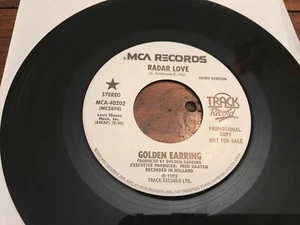 MCA RECORDS
RADAR LOVE
SHORT VERSION
STEREO
MCA-40202
(MC2699)
TRACK
Record
Larry Shayne
Music, Inc.
(ASCAP)
PROMOTIONAL
COPY
NOT FOR SALE
GOLDEN EARRING
PRODUCED BY GOLDEN EARRING
EXECUTIVE PRODUCER: FRED HAAYEN
RECORDED IN HOLLAND
℗ 1973
TRACK RECORDS LTD.